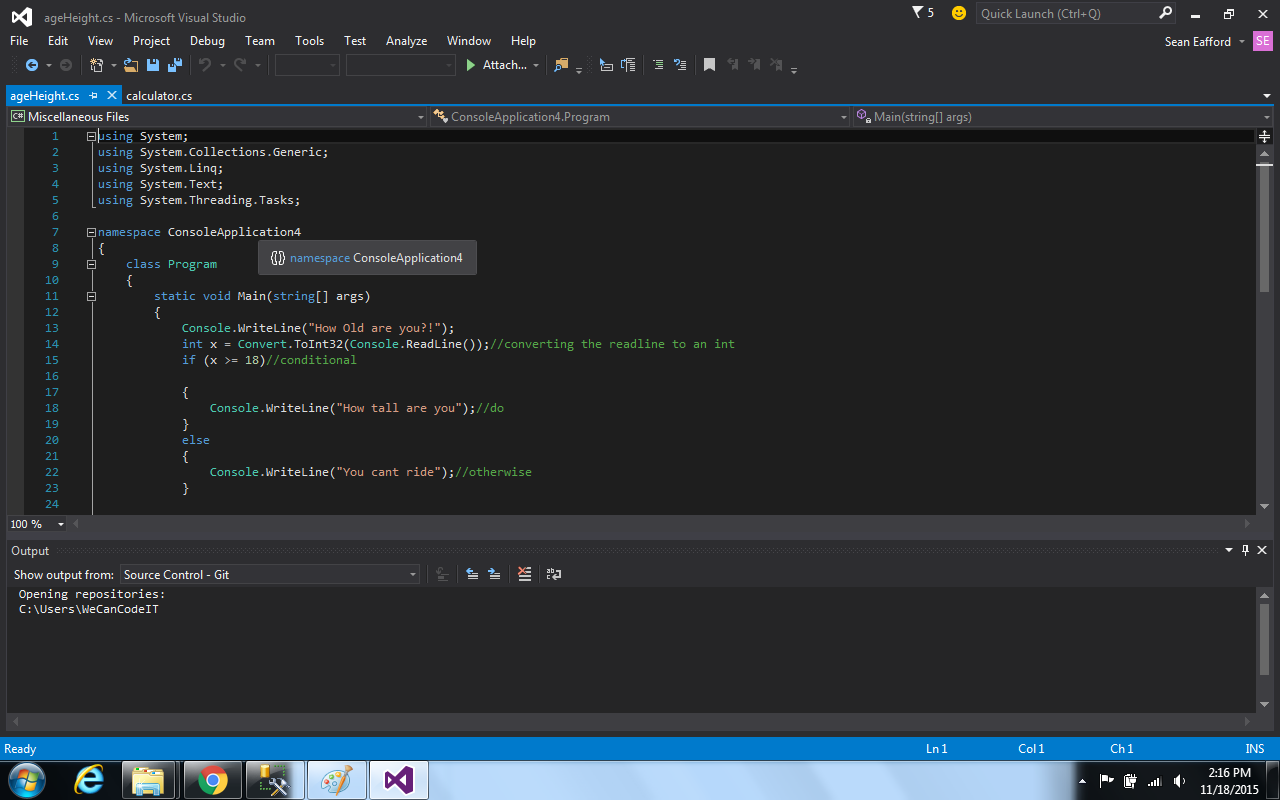 ageHeight.cs - Microsoft Visual Studio
5
Quick Launch (Ctrl+Q)
File Edit View Project Debug Team Tools Test Analyze Window Help
Sean Eafford
SE
Attach...
ageHeight.cs calculator.cs
C# Miscellaneous Files
ConsoleApplication4.Program
Main(string[] args)
1 using System;
2 using System.Collections.Generic;
3 using System.Linq;
4 using System.Text;
5 using System.Threading.Tasks;
6
7 namespace ConsoleApplication4
8 {
namespace ConsoleApplication4
9 class Program
10 {
11 static void Main(string[] args)
12 {
13 Console.WriteLine("How Old are you?!");
14 int x = Convert.ToInt32(Console.ReadLine());//converting the readline to an int
15 if (x >= 18)//conditional
16
17 {
18 Console.WriteLine("How tall are you");//do
19 }
20 else
21 {
22 Console.WriteLine("You cant ride");//otherwise
23 }
24
100 %
Output
Show output from: Source Control - Git
Opening repositories:
C:\Users\WeCanCodeIT
Ready
Ln 1 Col 1 Ch 1 INS
2:16 PM
11/18/2015